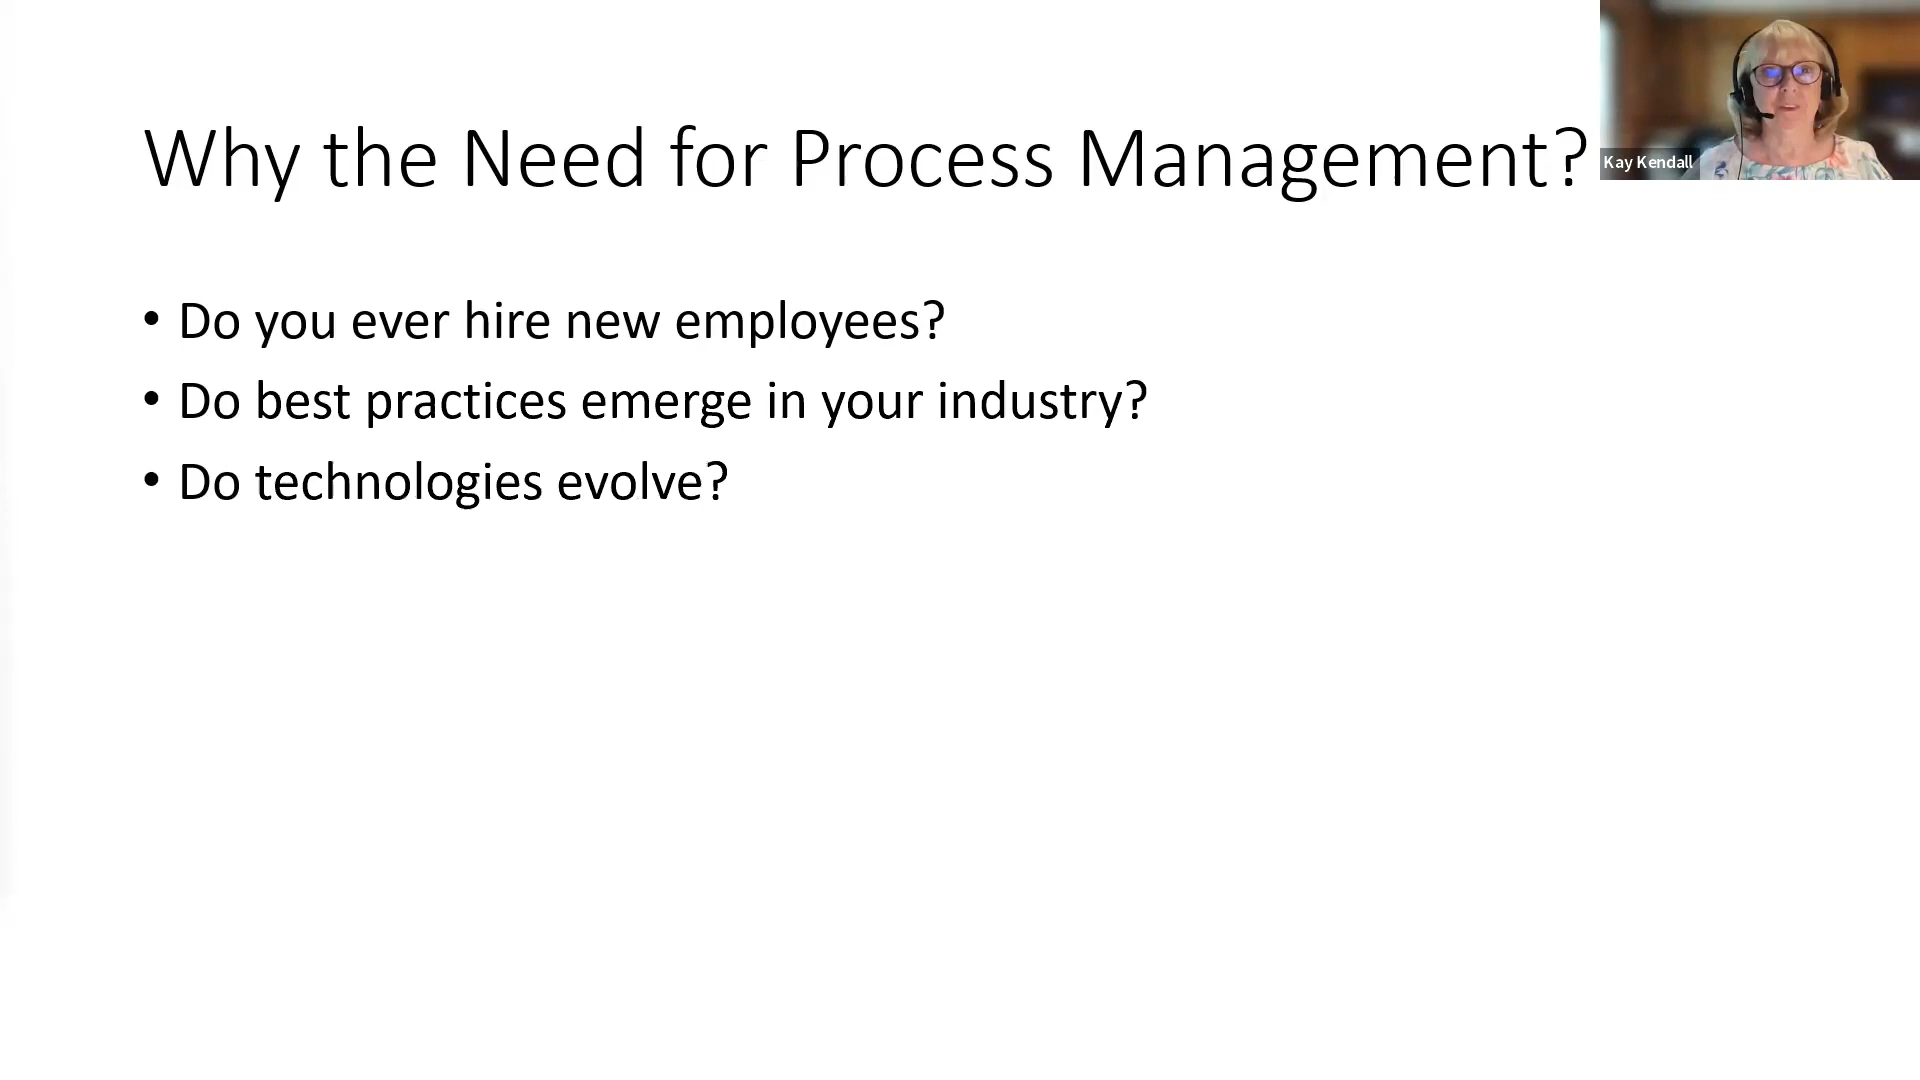 Why the Need for Process Management?
Kay Kendall
• Do you ever hire new employees?
• Do best practices emerge in your industry?
• Do technologies evolve?